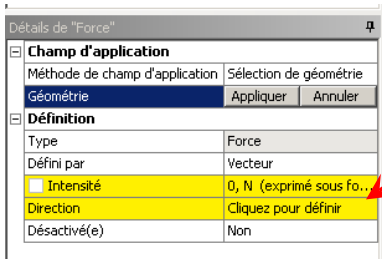 Détails de "Force"
Champ d'application
Méthode de champ d'application Sélection de géométrie
Géométrie Appliquer Annuler
Définition
Type Force
Défini par Vecteur
Intensité 0, N (exprimé sous fo...
Direction Cliquez pour définir
Désactivé(e) Non